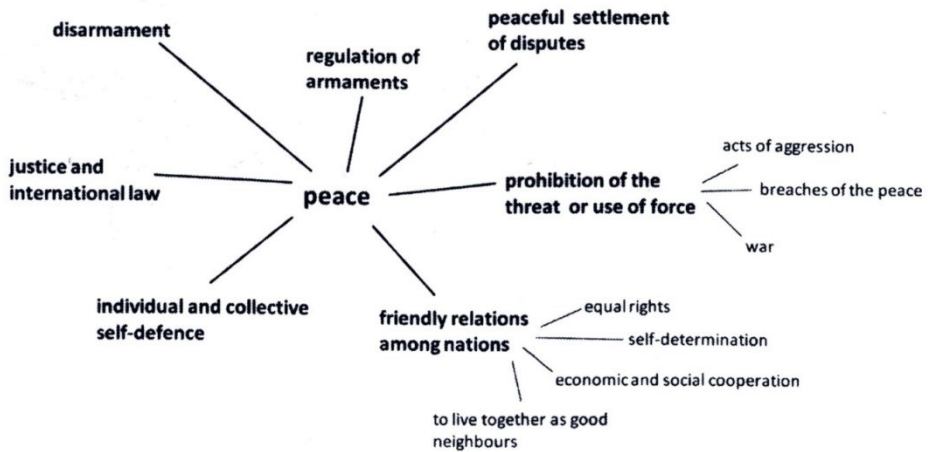 disarmament
regulation of
armaments
peaceful settlement
of disputes
justice and
international law
peace
prohibition of the
threat or use of force
acts of aggression
breaches of the peace
war
individual and collective
self-defence
friendly relations
among nations
equal rights
self-determination
economic and social cooperation
to live together as good
neighbours